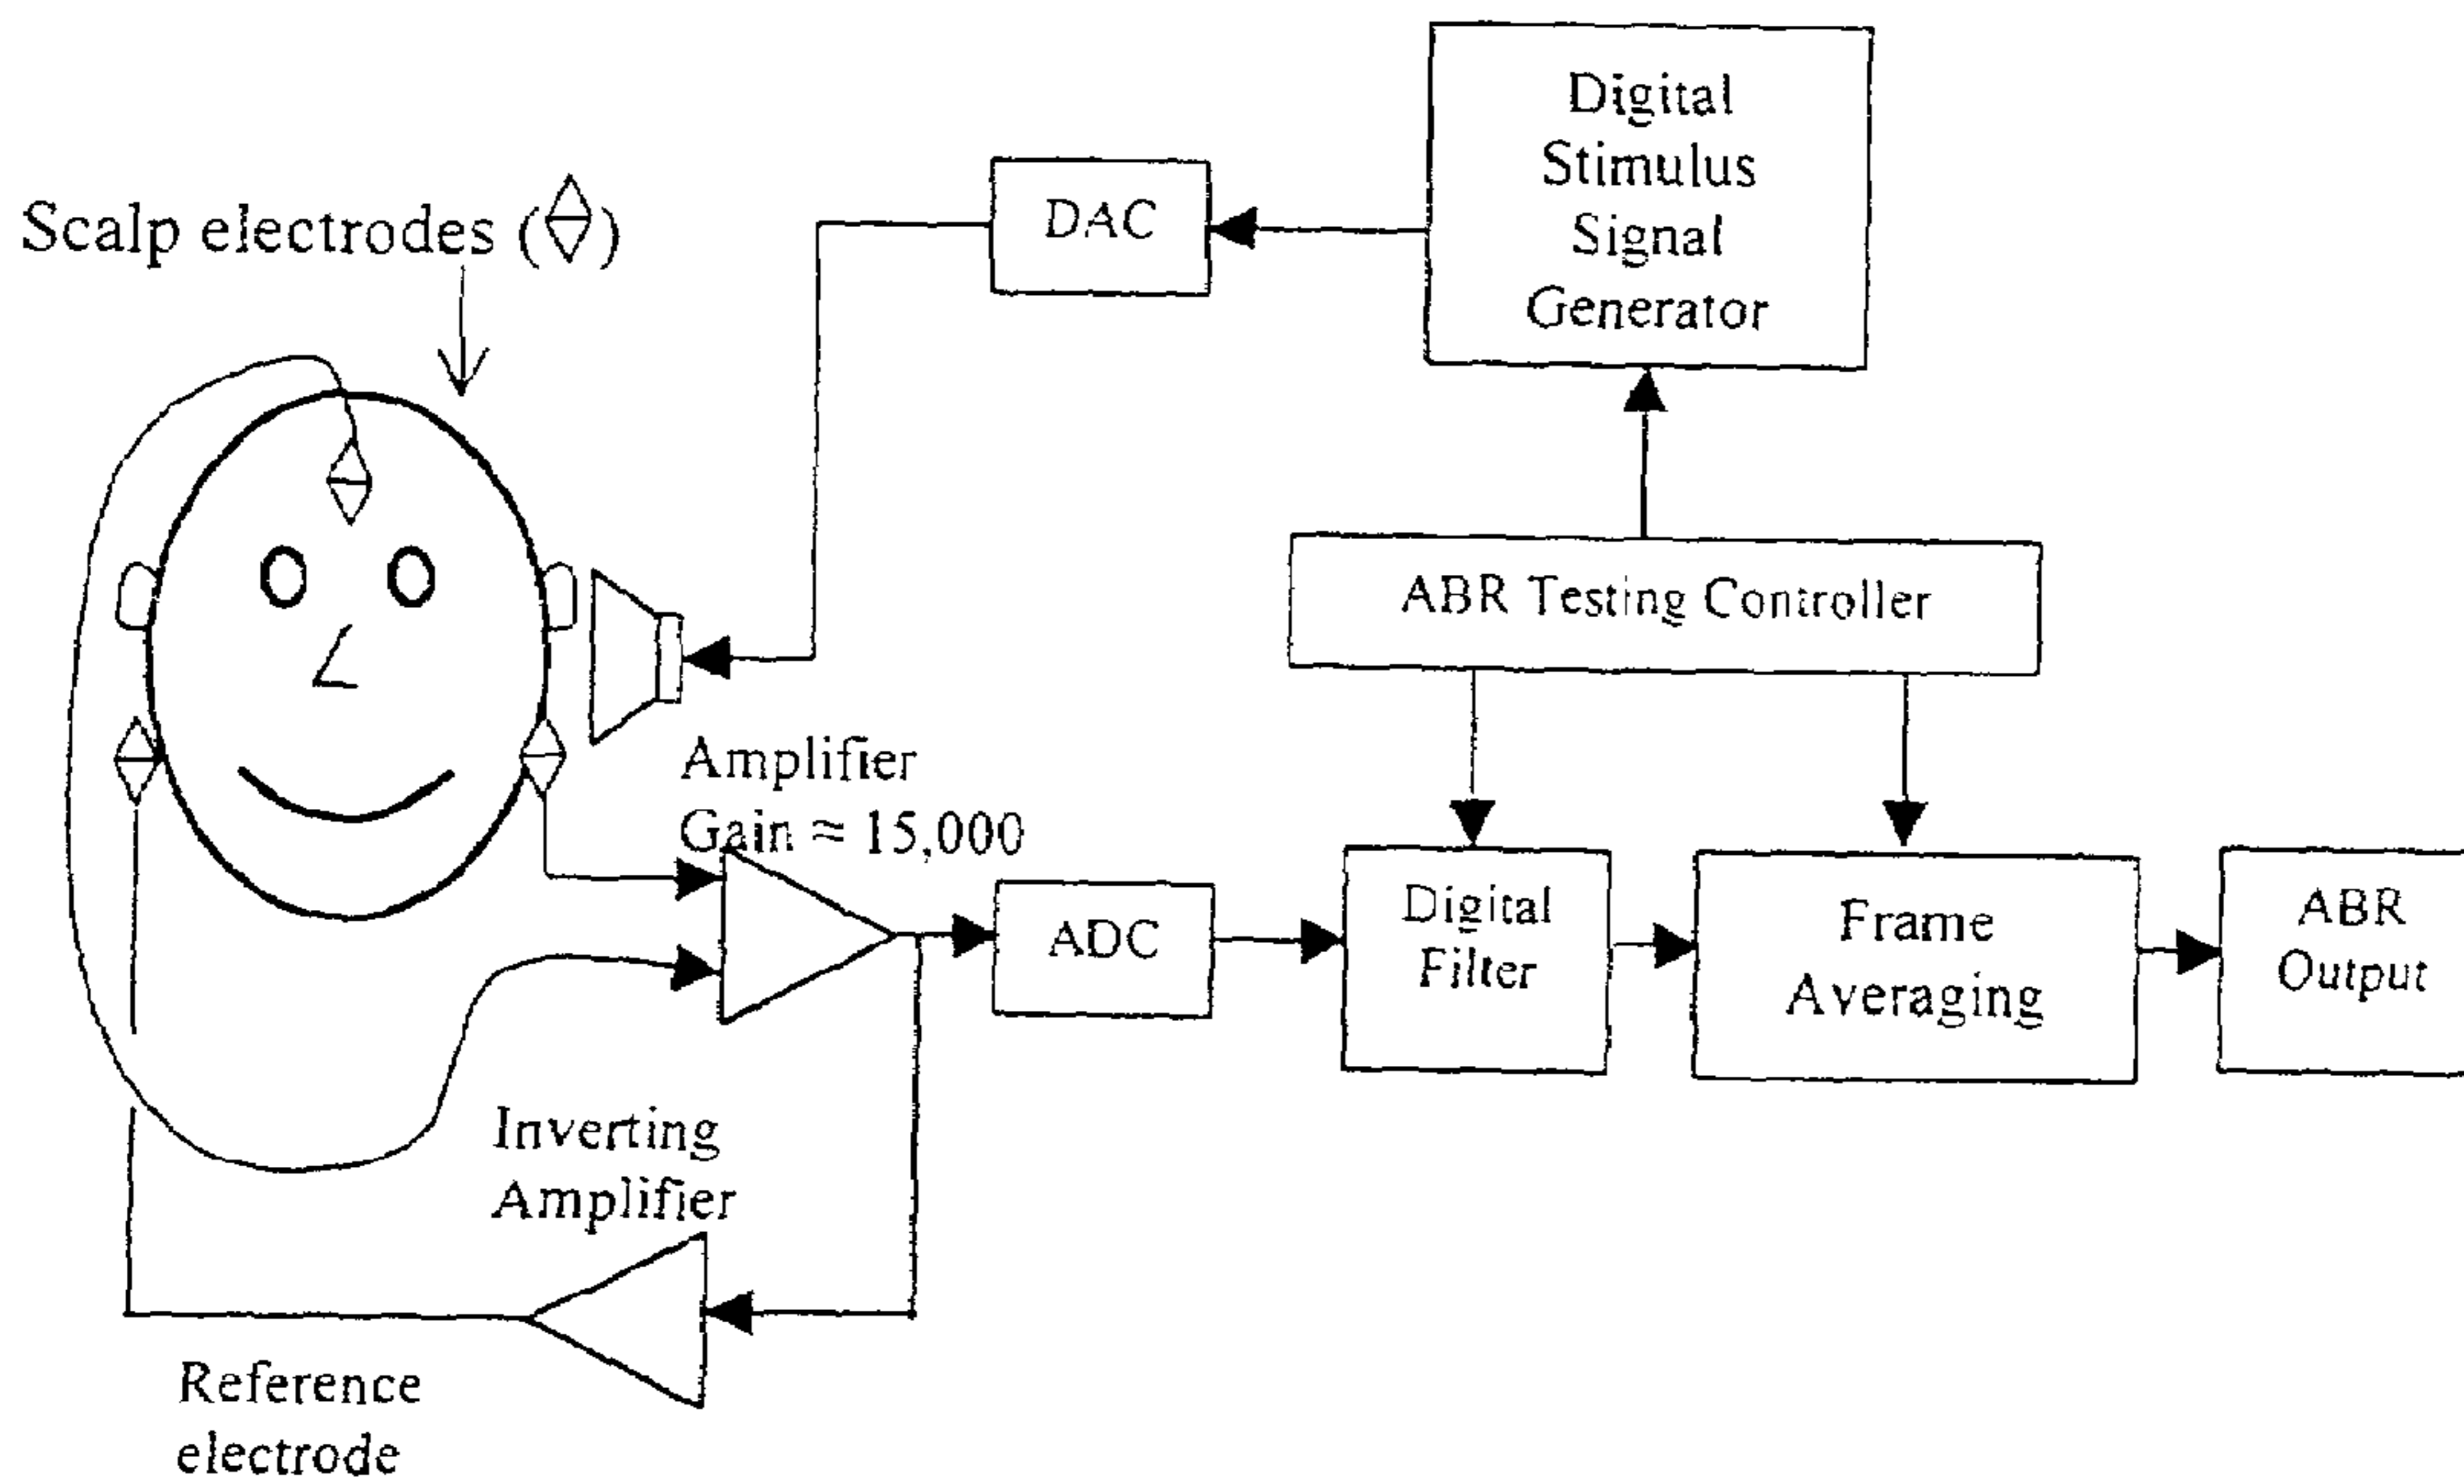 Scalp electrodes ( )
Digital
Stimulus
Signal
Generator
DAC
ABR Testing Controller
Amplifier
Gain ≈ 15,000
ADC
Digital
Filter
Frame
Averaging
ABR
Output
Inverting
Amplifier
Reference
electrode